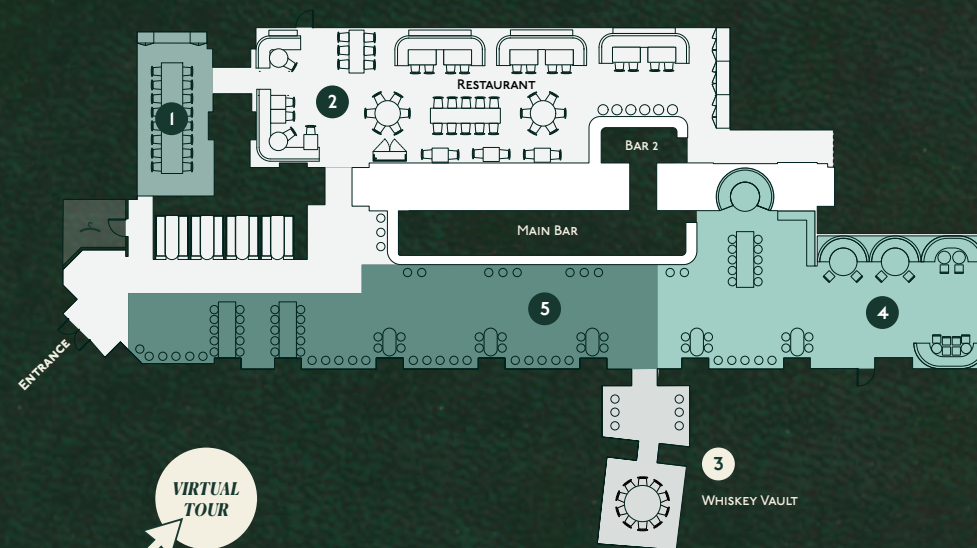 1
2
RESTAURANT
BAR 2
MAIN BAR
5
4
ENTRANCE
3
WHISKEY VAULT
VIRTUAL
TOUR